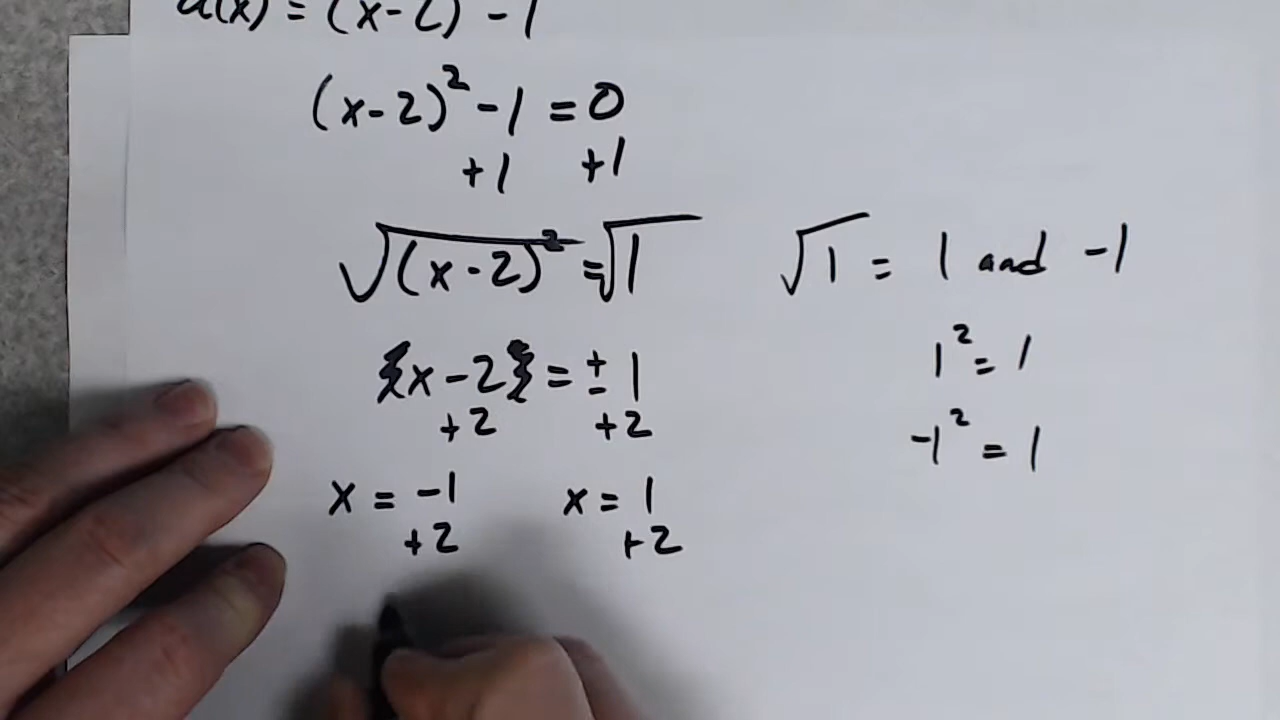 (x-2)² -1 = 0
+1 +1
√(x-2)² = √1 √1 = 1 and -1
{x-2} = ± 1 1² = 1
+2 +2 -1² = 1
x = -1 x = 1
+2 +2